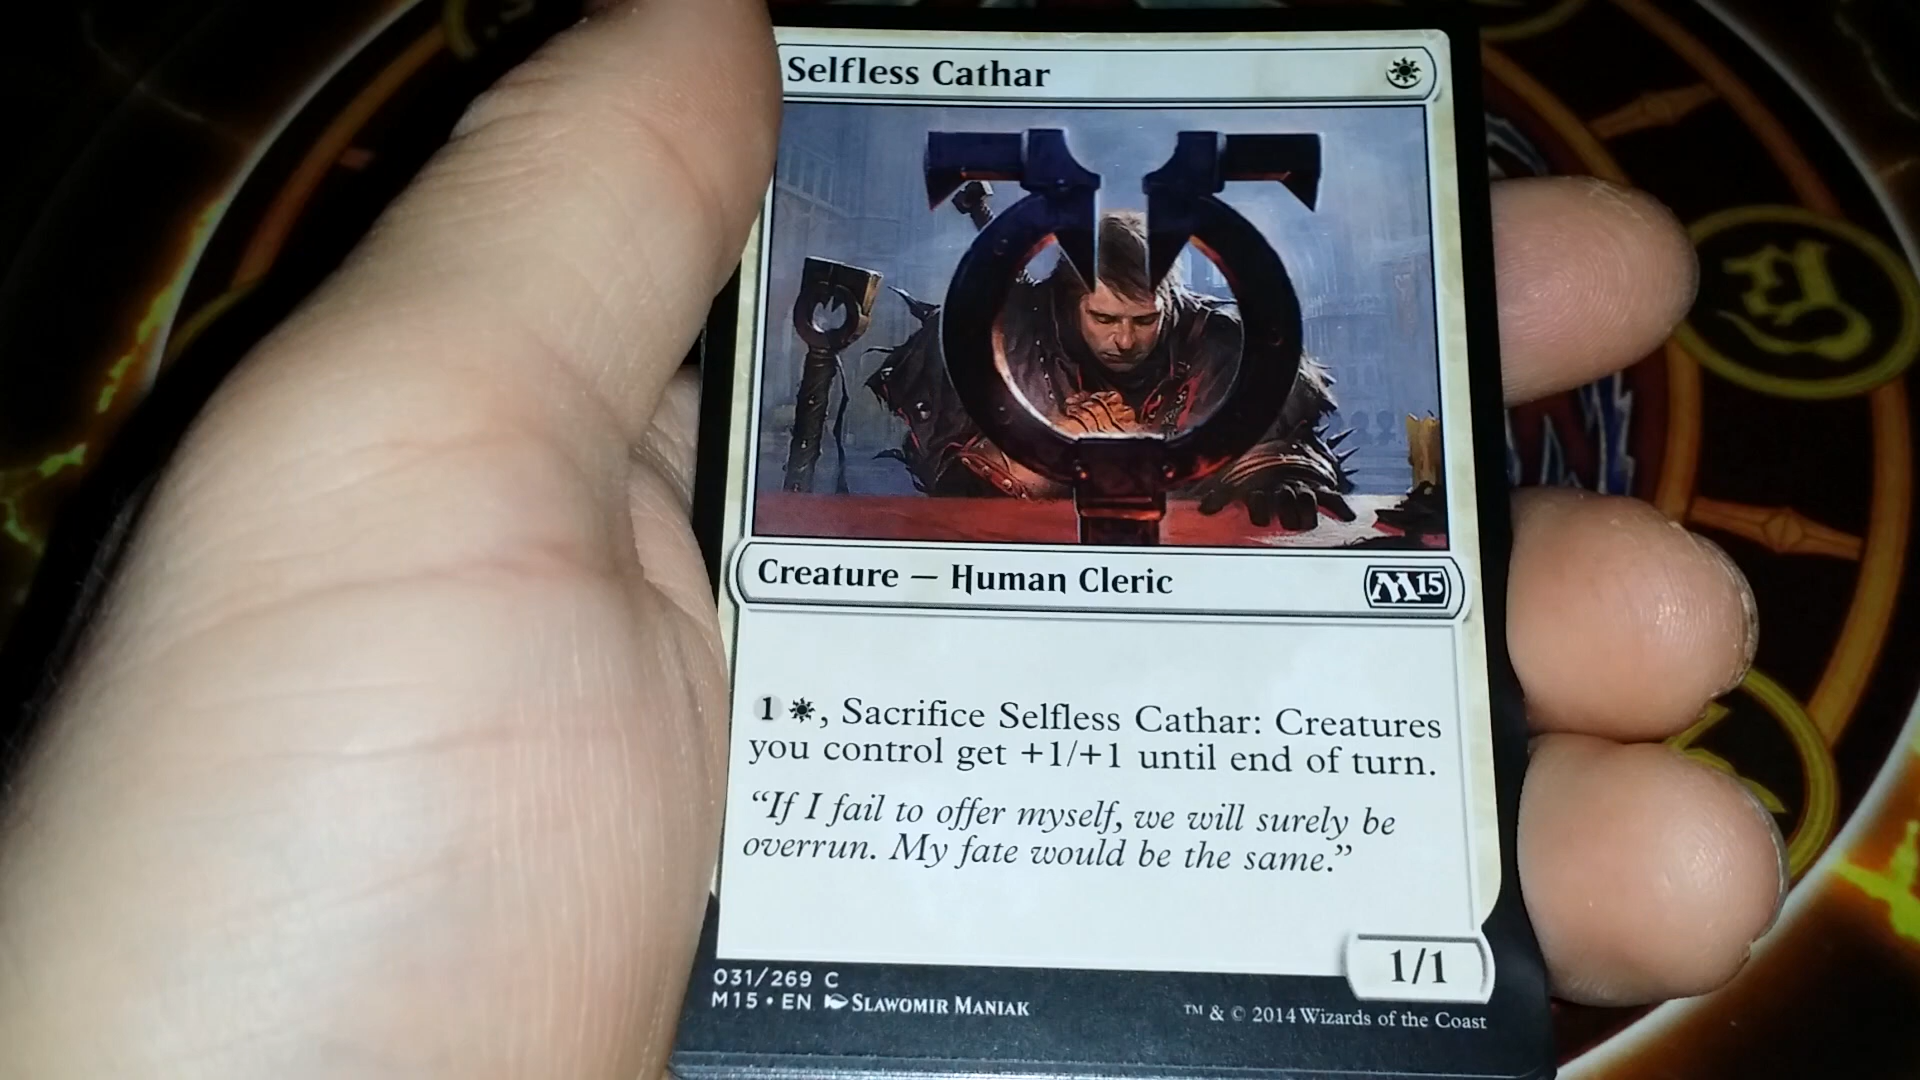 Selfless Cathar
Creature — Human Cleric
M15
1 , Sacrifice Selfless Cathar: Creatures
you control get +1/+1 until end of turn.
“If I fail to offer myself, we will surely be
overrun. My fate would be the same.”
1/1
031/269 C
M15 • EN SLAWOMIR MANIAK
™ & © 2014 Wizards of the Coast